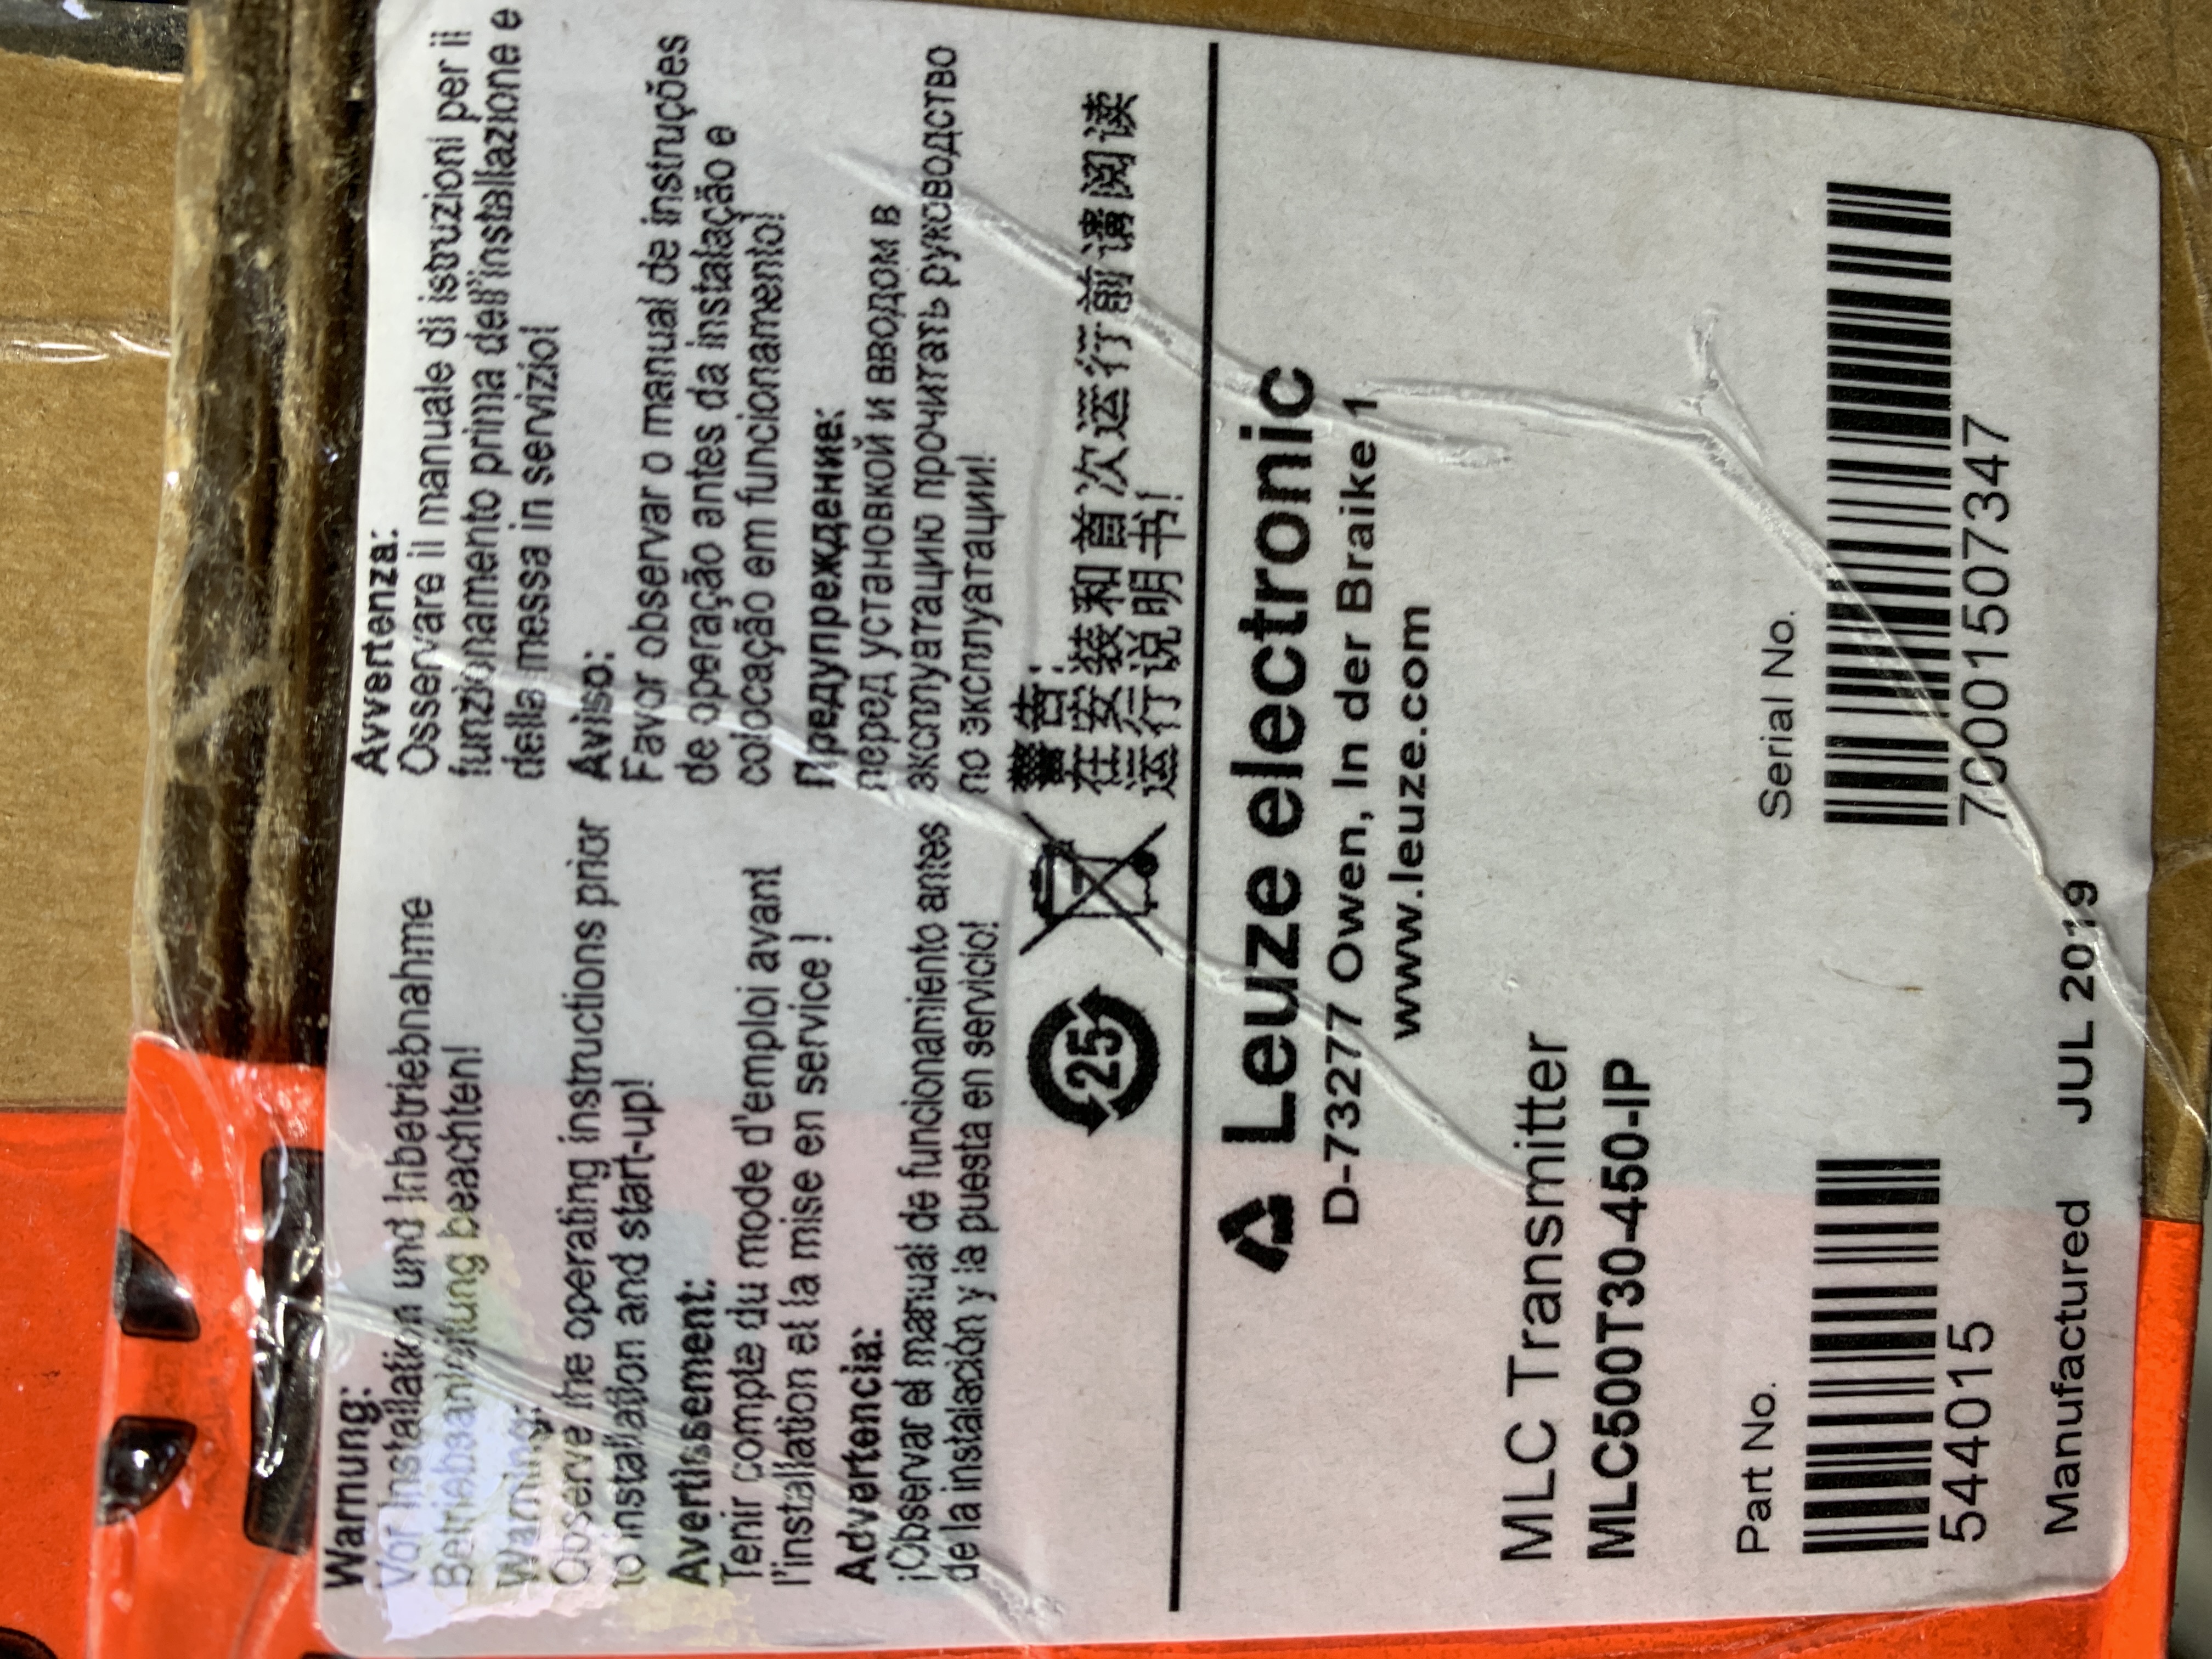 Warnung:
Vor Installation und Inbetriebnahme
Betriebsanleitung beachten!
Warning:
Observe the operating instructions prior
to installation and start-up!
Avertissement:
Tenir compte du mode d'emploi avant
l'installation et la mise en service !
Advertencia:
¡Observar el manual de funcionamiento antes
de la instalación y la puesta en servicio!
Avvertenza:
Osservare il manuale di istruzioni per il
funzionamento prima dell'installazione e
della messa in servizio!
Aviso:
Favor observar o manual de instruções
de operação antes da instalação e
colocação em funcionamento!
Предупреждение:
перед установкой и вводом в
эксплуатацию прочитать руководство
по эксплуатации!
警告:
在安装和首次运行前请阅读
运行说明书!
25
Leuze electronic
D-73277 Owen, In der Braike 1
www.leuze.com
MLC Transmitter
MLC500T30-450-IP
Part No.
544015
Serial No.
70001507347
Manufactured JUL 2019